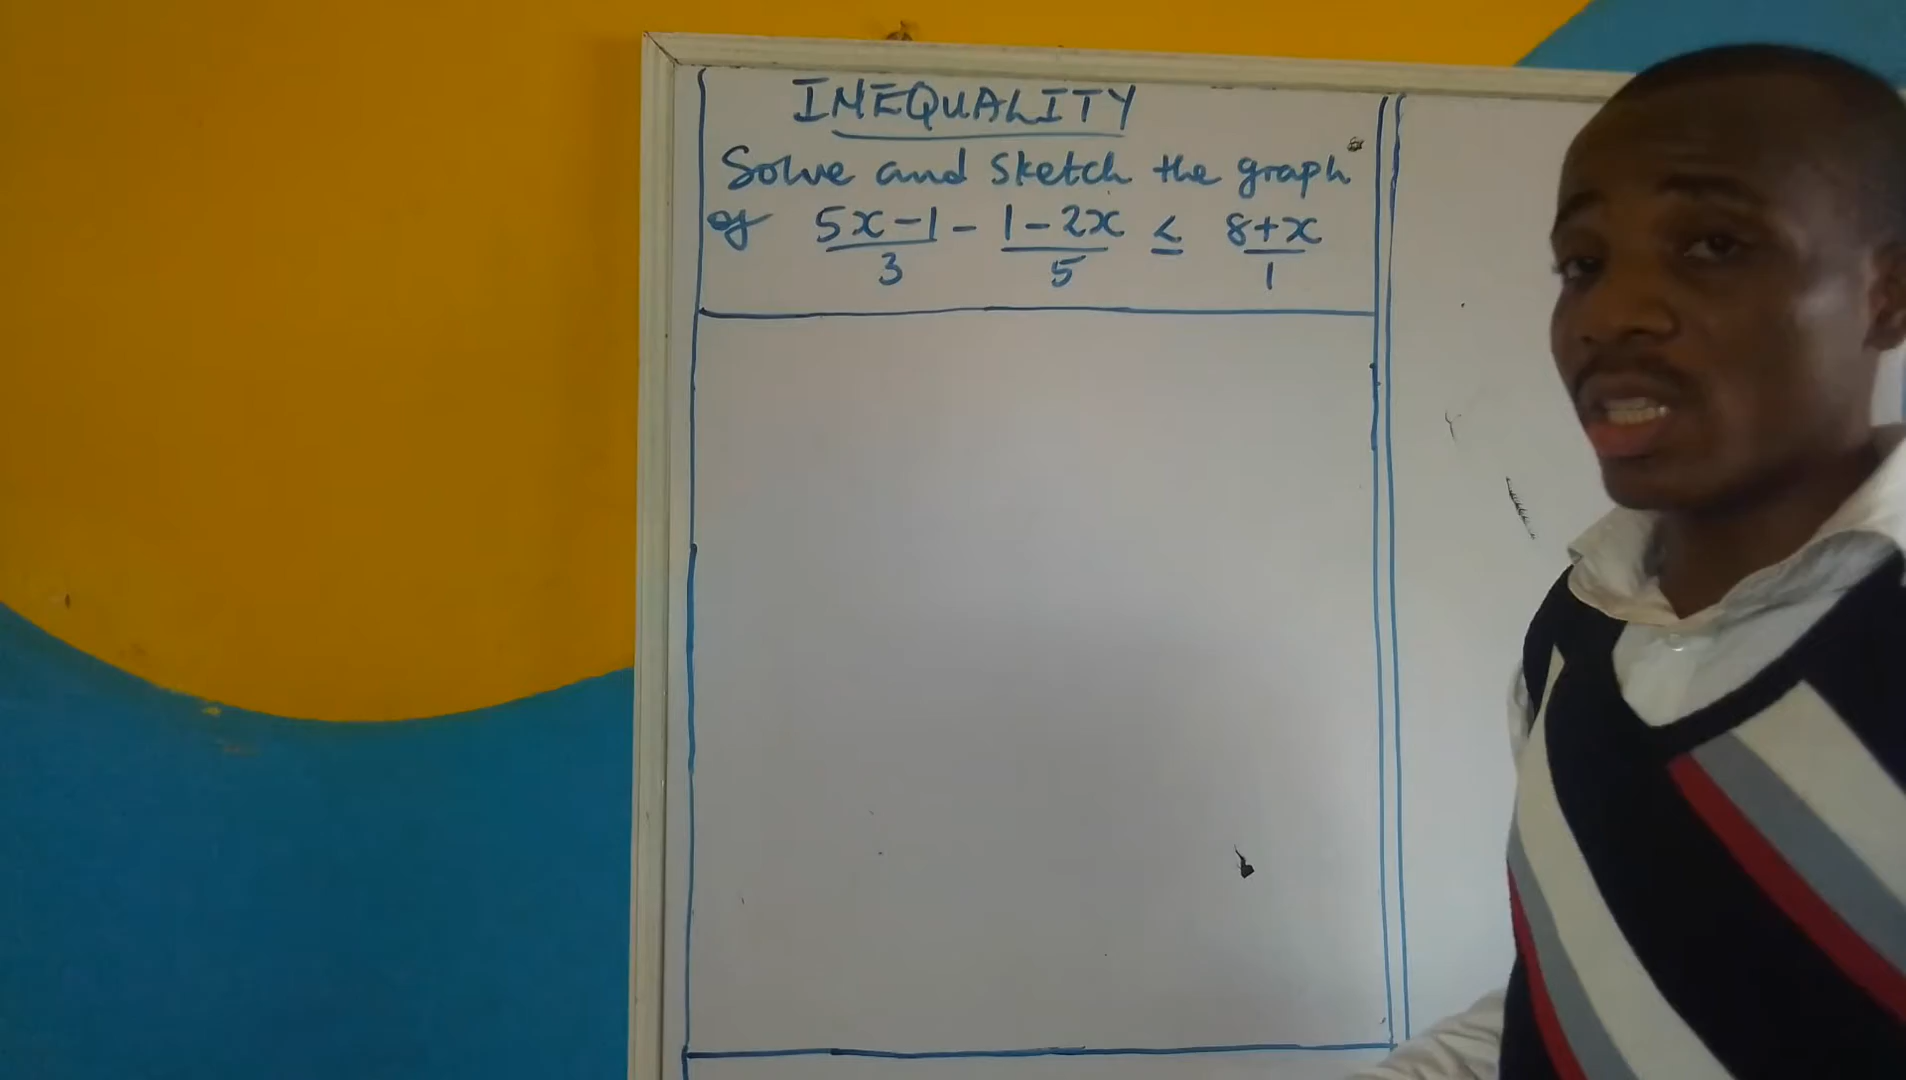 INEQUALITY
Solve and sketch the graph
of 5x-1/3 - 1-2x/5 ≤ 8+x/1